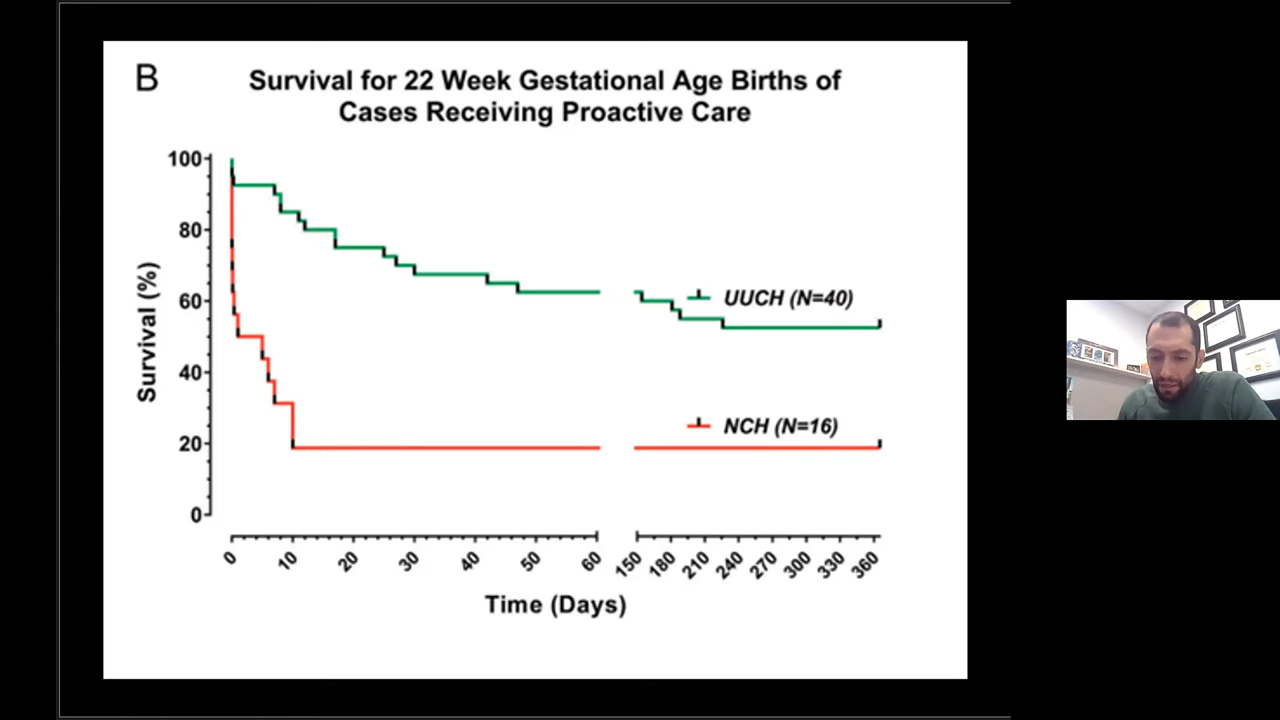 B
Survival for 22 Week Gestational Age Births of
Cases Receiving Proactive Care
Survival (%)
100
80
60
40
20
0
UUCH (N=40)
NCH (N=16)
0 10 20 30 40 50 60 150 180 210 240 270 300 330 360
Time (Days)